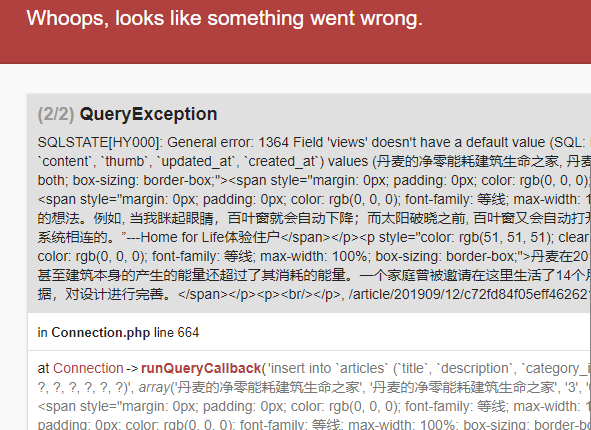 Whoops, looks like something went wrong.
(2/2) QueryException
SQLSTATE[HY000]: General error: 1364 Field 'views' doesn't have a default value (SQL:
`content`, `thumb`, `updated_at`, `created_at`) values (丹麦的净零能耗建筑生命之家, 丹
both; box-sizing: border-box;"><span style="margin: 0px; padding: 0px; color: rgb(0, 0, 0);
<span style="margin: 0px; padding: 0px; color: rgb(0, 0, 0); font-family: 等线; max-width: 1
的想法。例如, 当我眯起眼睛，百叶窗就会自动下降；而太阳破晓之前, 百叶窗又会自动打开
系统相连的。"---Home for Life体验住户</span></p><p style="color: rgb(51, 51, 51); clear
color: rgb(0, 0, 0); font-family: 等线; max-width: 100%; box-sizing: border-box;">丹麦在20
甚至建筑本身的产生的能量还超过了其消耗的能量。一个家庭曾被邀请在这里生活了14个月
据，对设计进行完善。</span></p><p><br/></p>, /article/201909/12/c72fd84f05eff46262
in Connection.php line 664
at Connection->runQueryCallback('insert into `articles` (`title`, `description`, `category_i
?, ?, ?, ?, ?, ?)', array('丹麦的净零能耗建筑生命之家', '丹麦的净零能耗建筑生命之家', '3', '
<span style="margin: 0px; padding: 0px; color: rgb(0, 0, 0); font-family: 等线; max-width: 1
padding: 0px; color: rgb(0, 0, 0); font-family: 等线; max-width: 100%; box-sizing: border-box